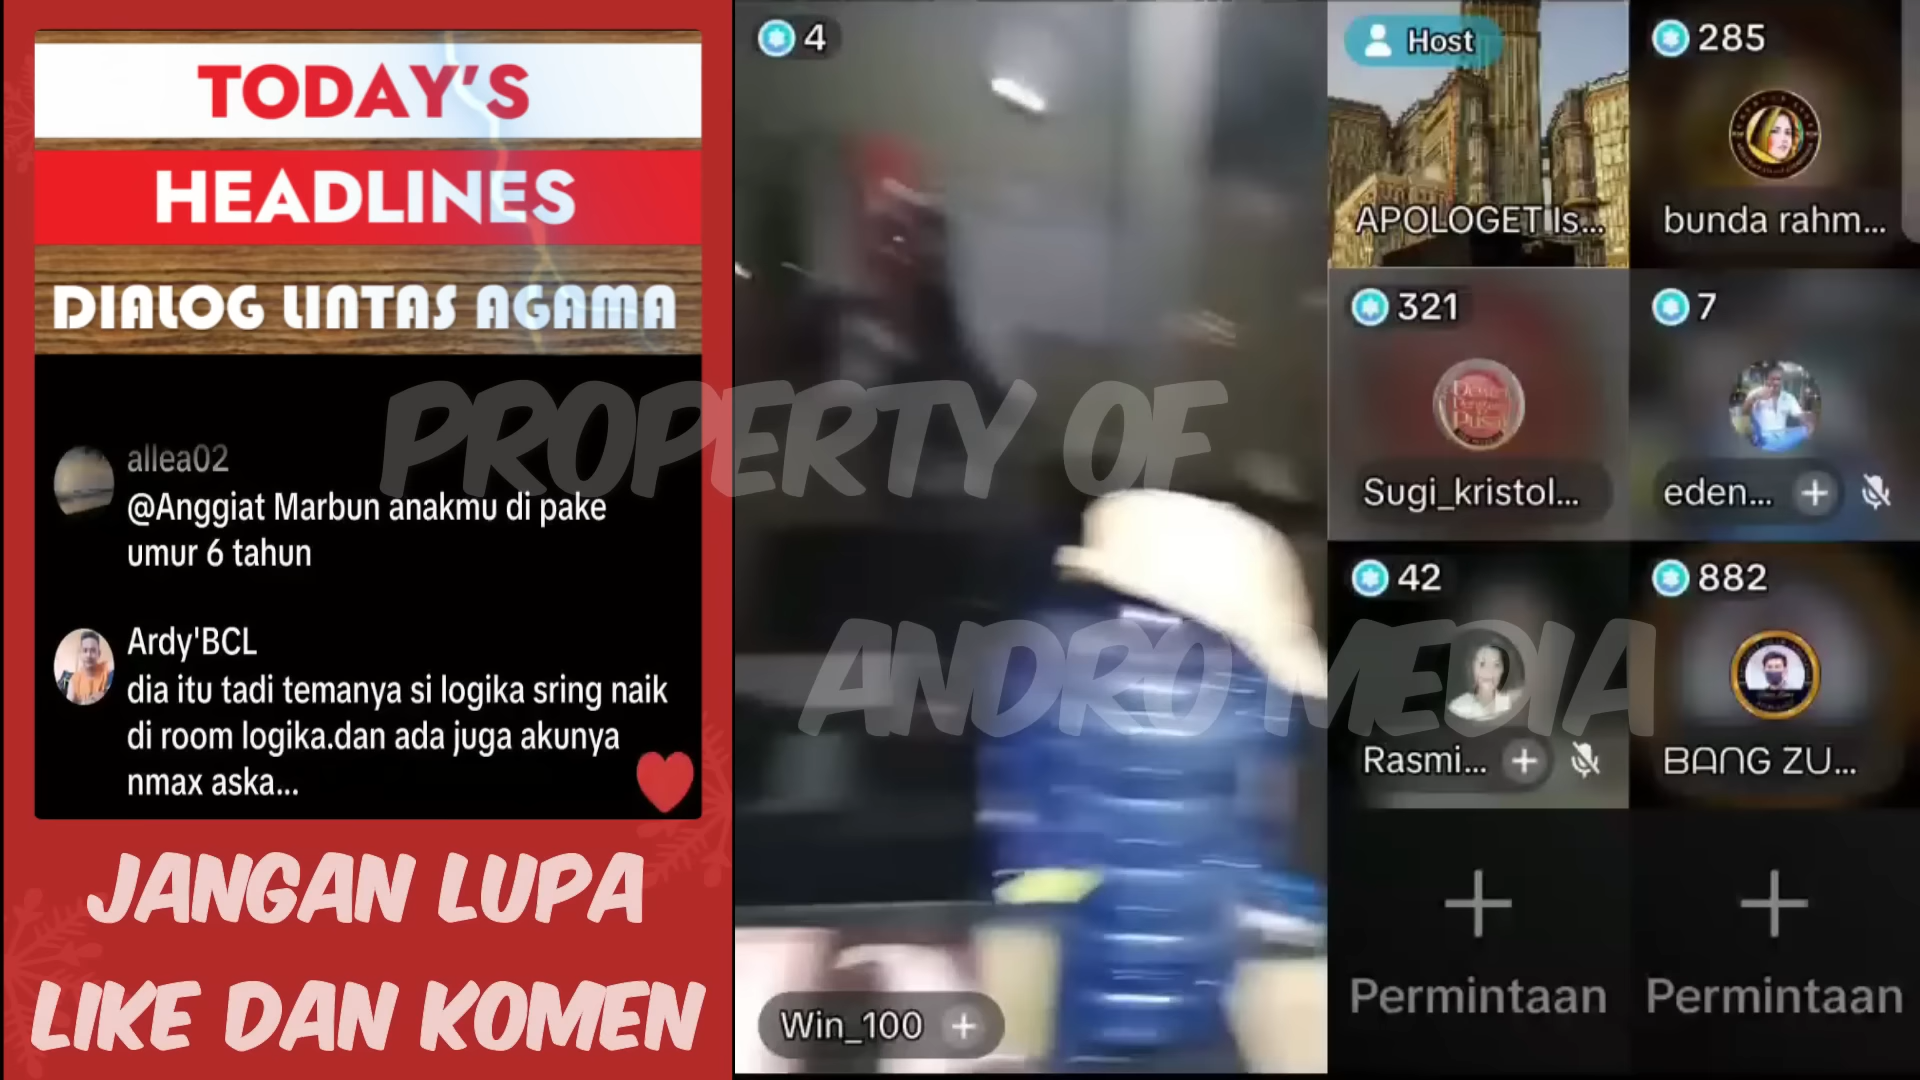 TODAY'S
HEADLINES
DIALOG LINTAS AGAMA
allea02
@Anggiat Marbun anakmu di pake
umur 6 tahun
Ardy'BCL
dia itu tadi temanya si logika sring naik
di room logika.dan ada juga akunya
nmax aska...
JANGAN LUPA
LIKE DAN KOMEN
PROPERTY OF
ANDRO MEDIA
4
Win_100 +
Host
APOLOGET Is...
285
bunda rahm...
321
Sugi_kristol...
7
eden... +
42
Rasmi... +
882
BANG ZU...
+
Permintaan
+
Permintaan